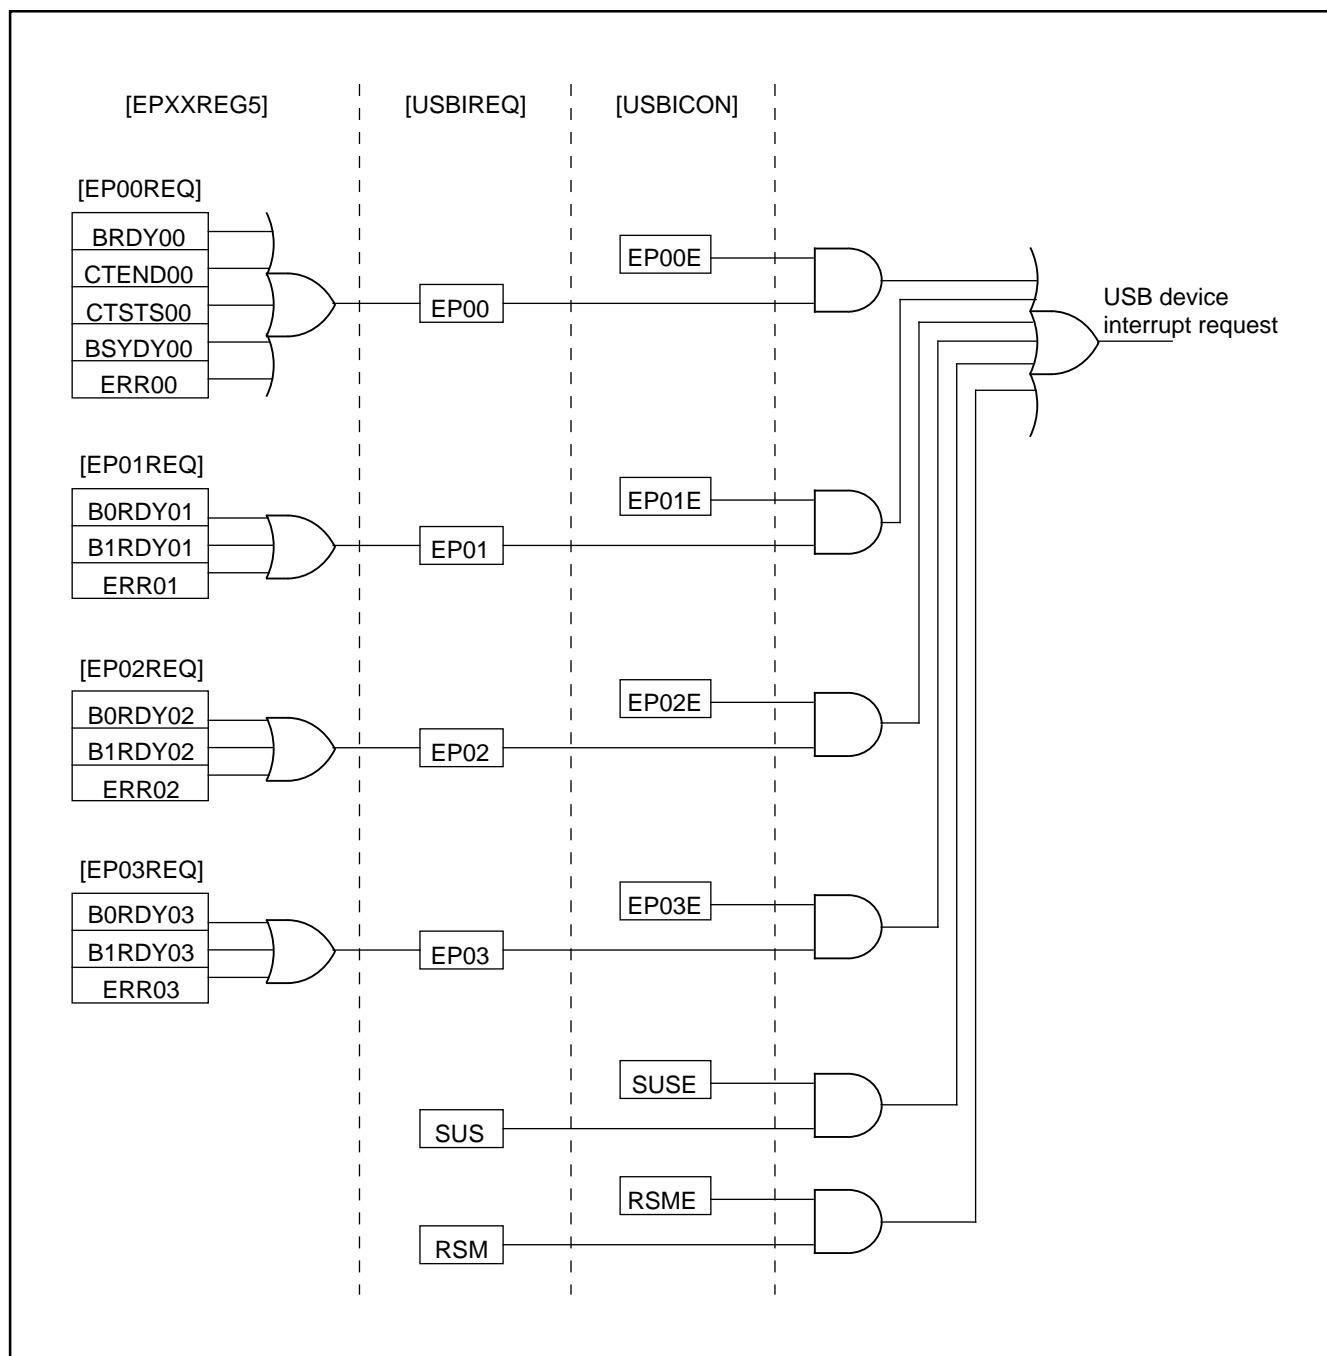 [EPXXREG5]
[USBIREQ]
[USBICON]
[EP00REQ]
BRDY00
CTEND00
CTSTS00
BSYDY00
ERR00
EP00
EP00E
USB device
interrupt request
[EP01REQ]
B0RDY01
B1RDY01
ERR01
EP01
EP01E
[EP02REQ]
B0RDY02
B1RDY02
ERR02
EP02
EP02E
[EP03REQ]
B0RDY03
B1RDY03
ERR03
EP03
EP03E
SUSE
SUS
RSME
RSM